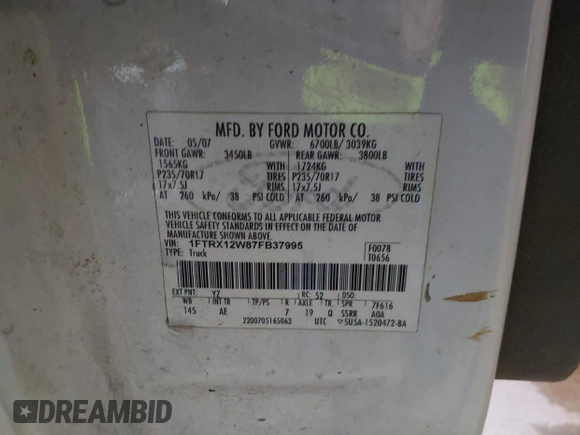 MFD. BY FORD MOTOR CO.
DATE: 05/07 GVWR: 6700LB/ 3039KG
FRONT GAWR: 3450LB REAR GAWR: 3800LB
1565KG WITH 1724KG WITH
P235/70R17 TIRES P235/70R17 TIRES
17x7.5J RIMS 17x7.5J RIMS
AT 260 kPa/ 38 PSI COLD AT 260 kPa/ 38 PSI COLD
THIS VEHICLE CONFORMS TO ALL APPLICABLE FEDERAL MOTOR
VEHICLE SAFETY STANDARDS IN EFFECT ON THE DATE OF
MANUFACTURE SHOWN ABOVE.
VIN: 1FTRX12W87FB37995 F0078
TYPE: Truck T0656
EXT PNT: Y7 RC: 52 DSO:
WB INT TR TP/PS R AXLE TR SPR 7F616
145 AE 7 19 Q SSRR AOA
2200705165063 UTC ▽5U5A-1520472-BA
DREAMBID